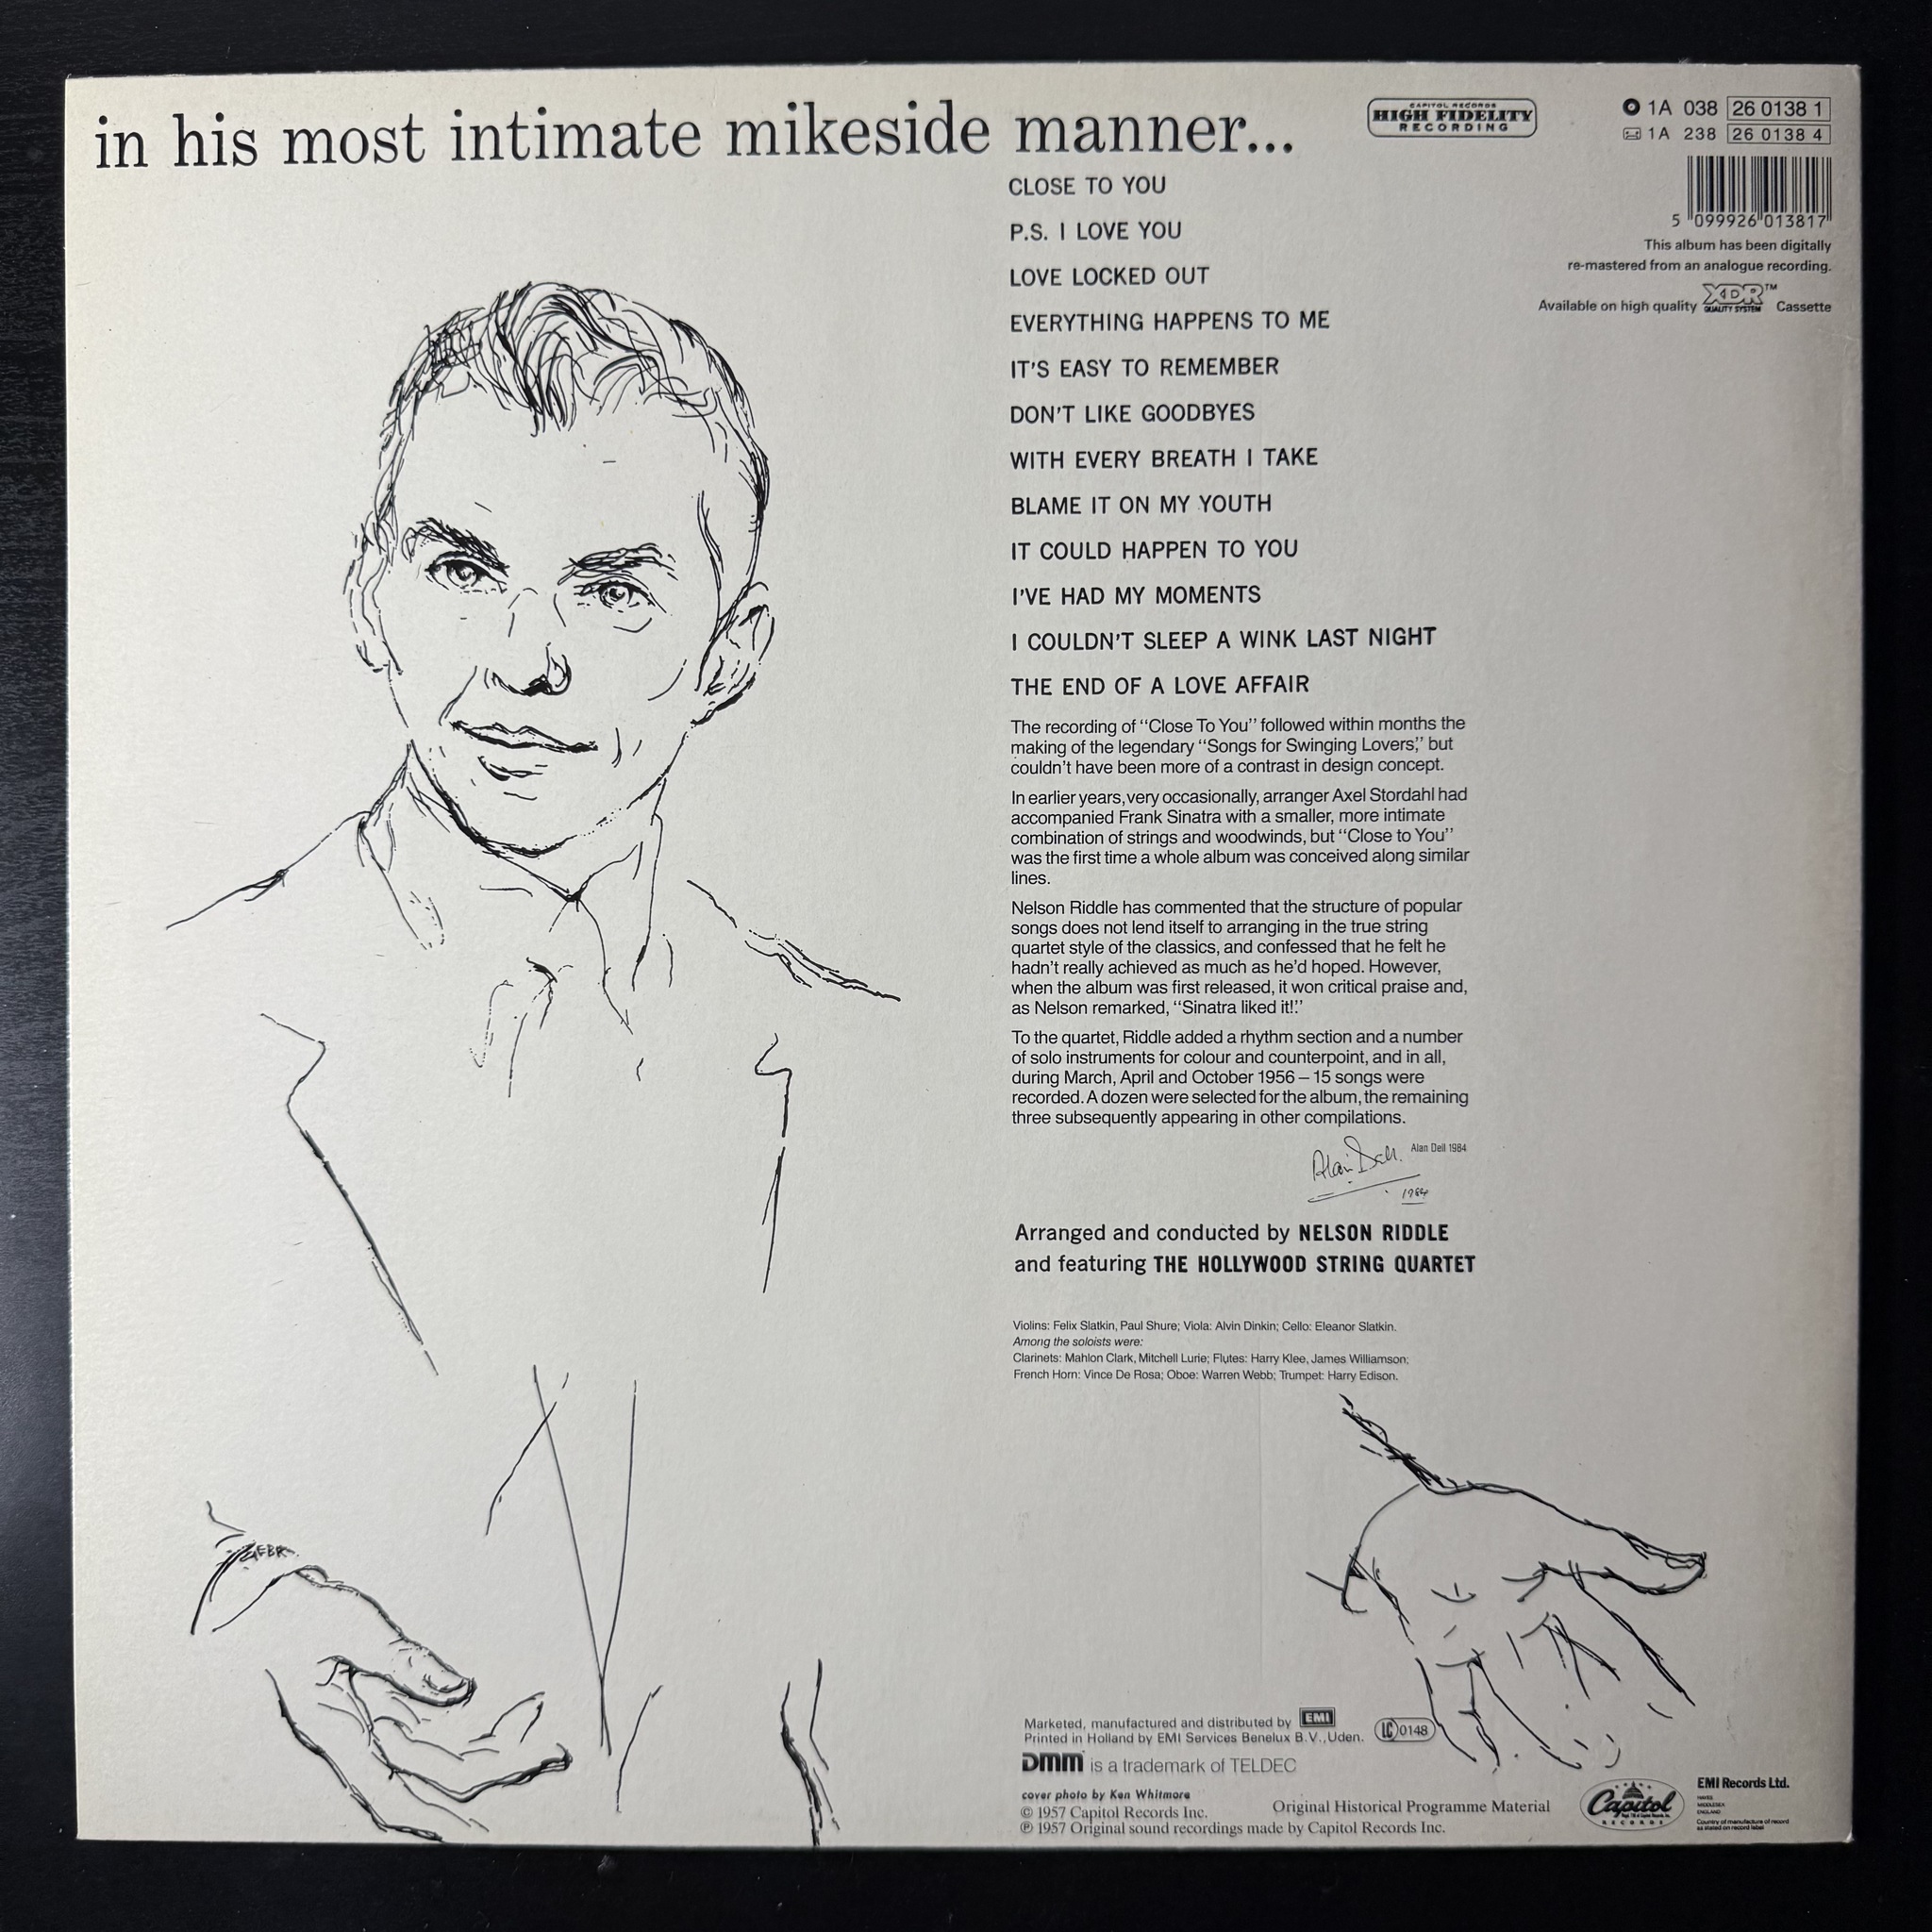 in his most intimate mikeside manner...
CAPITOL RECORDS
HIGH FIDELITY
RECORDING
1A 038 26 0138 1
1A 238 26 0138 4
5 099926 013817
This album has been digitally
re-mastered from an analogue recording.
Available on high quality XDR™ QUALITY SYSTEM Cassette
CLOSE TO YOU
P.S. I LOVE YOU
LOVE LOCKED OUT
EVERYTHING HAPPENS TO ME
IT'S EASY TO REMEMBER
DON'T LIKE GOODBYES
WITH EVERY BREATH I TAKE
BLAME IT ON MY YOUTH
IT COULD HAPPEN TO YOU
I'VE HAD MY MOMENTS
I COULDN'T SLEEP A WINK LAST NIGHT
THE END OF A LOVE AFFAIR
The recording of "Close To You" followed within months the
making of the legendary "Songs for Swinging Lovers," but
couldn't have been more of a contrast in design concept.
In earlier years, very occasionally, arranger Axel Stordahl had
accompanied Frank Sinatra with a smaller, more intimate
combination of strings and woodwinds, but "Close to You"
was the first time a whole album was conceived along similar
lines.
Nelson Riddle has commented that the structure of popular
songs does not lend itself to arranging in the true string
quartet style of the classics, and confessed that he felt he
hadn't really achieved as much as he'd hoped. However,
when the album was first released, it won critical praise and,
as Nelson remarked, "Sinatra liked it!."
To the quartet, Riddle added a rhythm section and a number
of solo instruments for colour and counterpoint, and in all,
during March, April and October 1956 – 15 songs were
recorded. A dozen were selected for the album, the remaining
three subsequently appearing in other compilations.
Alan Dell. Alan Dell 1984
1984
Arranged and conducted by NELSON RIDDLE
and featuring THE HOLLYWOOD STRING QUARTET
Violins: Felix Slatkin, Paul Shure; Viola: Alvin Dinkin; Cello: Eleanor Slatkin.
Among the soloists were:
Clarinets: Mahlon Clark, Mitchell Lurie; Flutes: Harry Klee, James Williamson;
French Horn: Vince De Rosa; Oboe: Warren Webb; Trumpet: Harry Edison.
Marketed, manufactured and distributed by EMI
Printed in Holland by EMI Services Benelux B.V., Uden.
LC 0148
DMM is a trademark of TELDEC
cover photo by Ken Whitmore
© 1957 Capitol Records Inc.
Original Historical Programme Material
℗ 1957 Original sound recordings made by Capitol Records Inc.
Capitol
RECORDS
EMI Records Ltd.
HAYES
MIDDLESEX
ENGLAND
Country of manufacture of record
as stated on record label